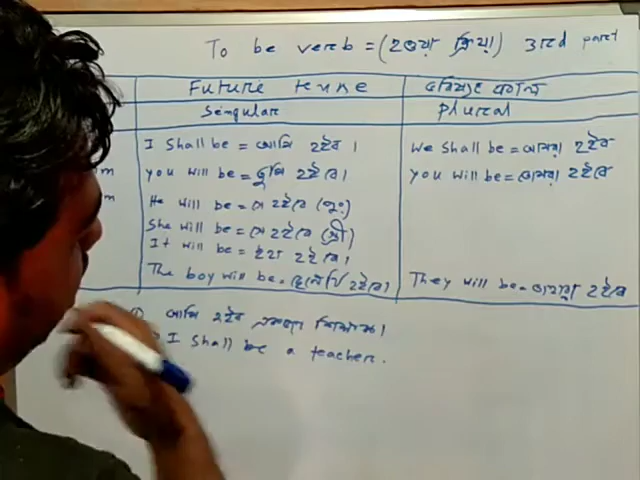 To be verb = (হওয়া ক্রিয়া) 3rd part
Future tense ভবিষ্যৎ কাল
Singular Plural
I shall be = আমি হইব। We shall be = আমরা হইব
you will be = তুমি হইবে। you will be = তোমরা হইবে
He will be = সে হইবে (পুং)
She will be = সে হইবে (স্ত্রী)
It will be = ইহা হইবে।
The boy will be = ছেলেটি হইবে। They will be = তাহারা হইবে
m
m
① আমি হইব একজন শিক্ষক।
I shall be a teacher.